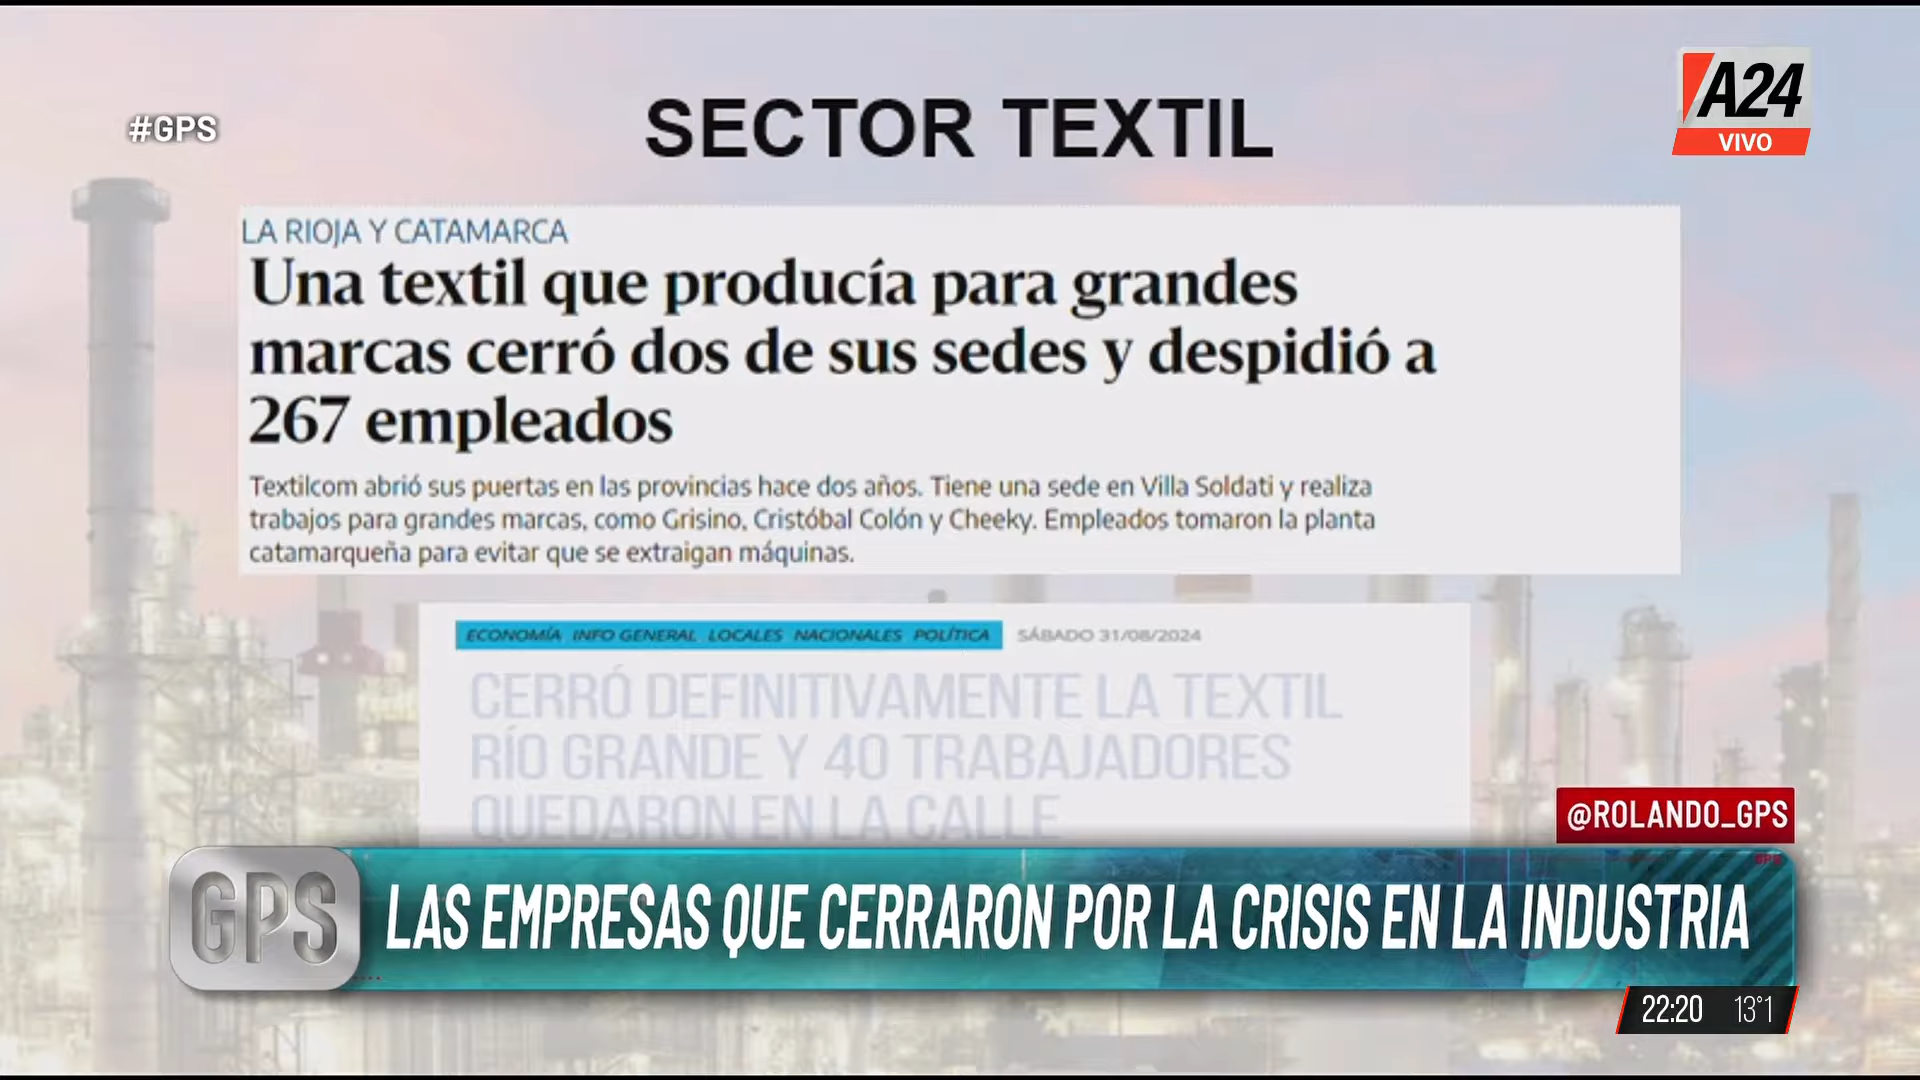 #GPS
SECTOR TEXTIL
A24
VIVO
LA RIOJA Y CATAMARCA
Una textil que producía para grandes
marcas cerró dos de sus sedes y despidió a
267 empleados
Textilcom abrió sus puertas en las provincias hace dos años. Tiene una sede en Villa Soldati y realiza
trabajos para grandes marcas, como Grisino, Cristóbal Colón y Cheeky. Empleados tomaron la planta
catamarqueña para evitar que se extraigan máquinas.
ECONOMÍA INFO GENERAL LOCALES NACIONALES POLÍTICA SÁBADO 31/08/2024
CERRÓ DEFINITIVAMENTE LA TEXTIL
RÍO GRANDE Y 40 TRABAJADORES
QUEDARON EN LA CALLE
@ROLANDO_GPS
GPS
GPS LAS EMPRESAS QUE CERRARON POR LA CRISIS EN LA INDUSTRIA
22:20 13°1